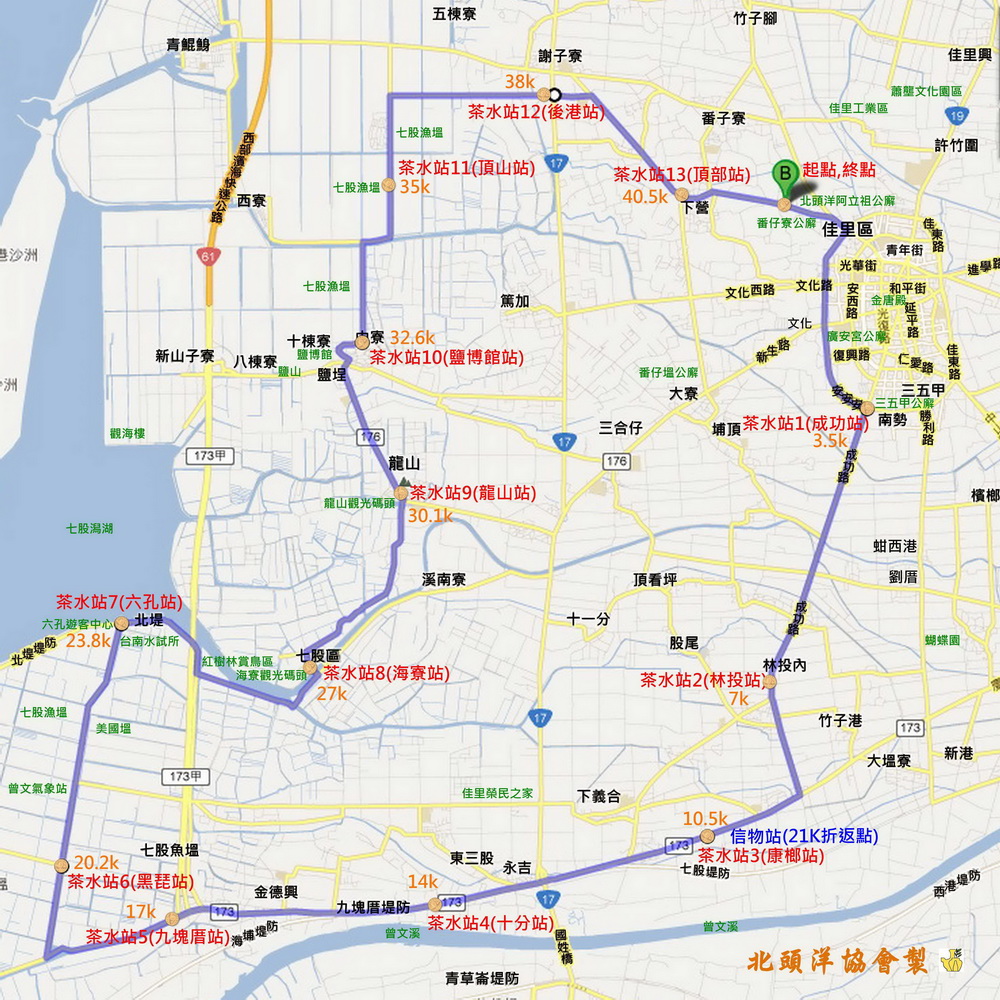 五棟寮
竹子腳
青鯤鯓
謝子寮
佳里興
38k
蕭壟文化園區
茶水站12(後港站)
佳里工業區
19
番子寮
七股漁塭
許竹園
西部濱海快速公路
17
茶水站11(頂山站)
茶水站13(頂部站)
B
起點,終點
七股漁塭
35k
40.5k
西寮
下營
北頭洋阿立祖公廨
番仔寮公廨
佳里區
佳東路
青年街
61
光華街
進學路
七股漁塭
篤加
文化西路
文化路
安西路
和平街
金唐殿
延平路
光復路
文化
十棟寮
32.6k
廣安宮公廨
新山子寮
八棟寮
鹽博館
茶水站10(鹽博館站)
新生路
復興路
仁愛路
佳東路
鹽山
鹽埕
番仔塭公廨
大寮
三五甲
三五甲公廨
茶水站1(成功站)
南勢
勝利路
觀海樓
176
17
三合仔
埔頂
3.5k
173甲
176
龍山
成功路
茶水站9(龍山站)
龍山觀光碼頭
30.1k
檳榔
七股潟湖
蚶西港
溪南寮
頂看坪
劉厝
茶水站7(六孔站)
六孔遊客中心
北堤
十一分
成功路
23.8k
台南水試所
股尾
蝴蝶園
北堤堤防
紅樹林賞鳥區
七股區
海寮觀光碼頭
茶水站8(海寮站)
林投內
茶水站2(林投站)
27k
7k
七股漁塭
美國塭
17
竹子港
173
大塭寮
新港
173甲
曾文氣象站
佳里榮民之家
下義合
10.5k
信物站(21K折返點)
七股魚塭
173
茶水站3(康榔站)
20.2k
東三股
永吉
七股堤防
茶水站6(黑琵站)
14k
西港堤防
17k
173
金德興
九塊厝堤防
173
17
茶水站5(九塊厝站)
海埔堤防
曾文溪
茶水站4(十分站)
曾文溪
國姓橋
青草崙堤防
北頭洋協會製